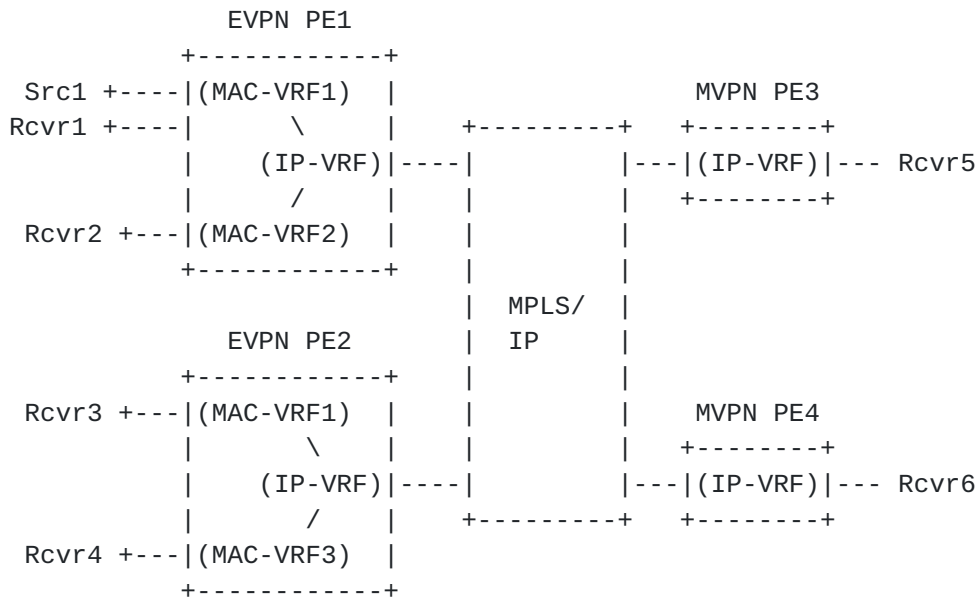 EVPN PE1
+------------+
Src1 +----|(MAC-VRF1) | MVPN PE3
Rcvr1 +----| \ | +---------+ +--------+
| (IP-VRF)|----| |---|(IP-VRF)|--- Rcvr5
| / | | | +--------+
Rcvr2 +---|(MAC-VRF2) | | |
+------------+ | |
| MPLS/ |
EVPN PE2 | IP |
+------------+ | |
Rcvr3 +---|(MAC-VRF1) | | | MVPN PE4
| \ | | | +--------+
| (IP-VRF)|----| |---|(IP-VRF)|--- Rcvr6
| / | +---------+ +--------+
Rcvr4 +---|(MAC-VRF3) |
+------------+